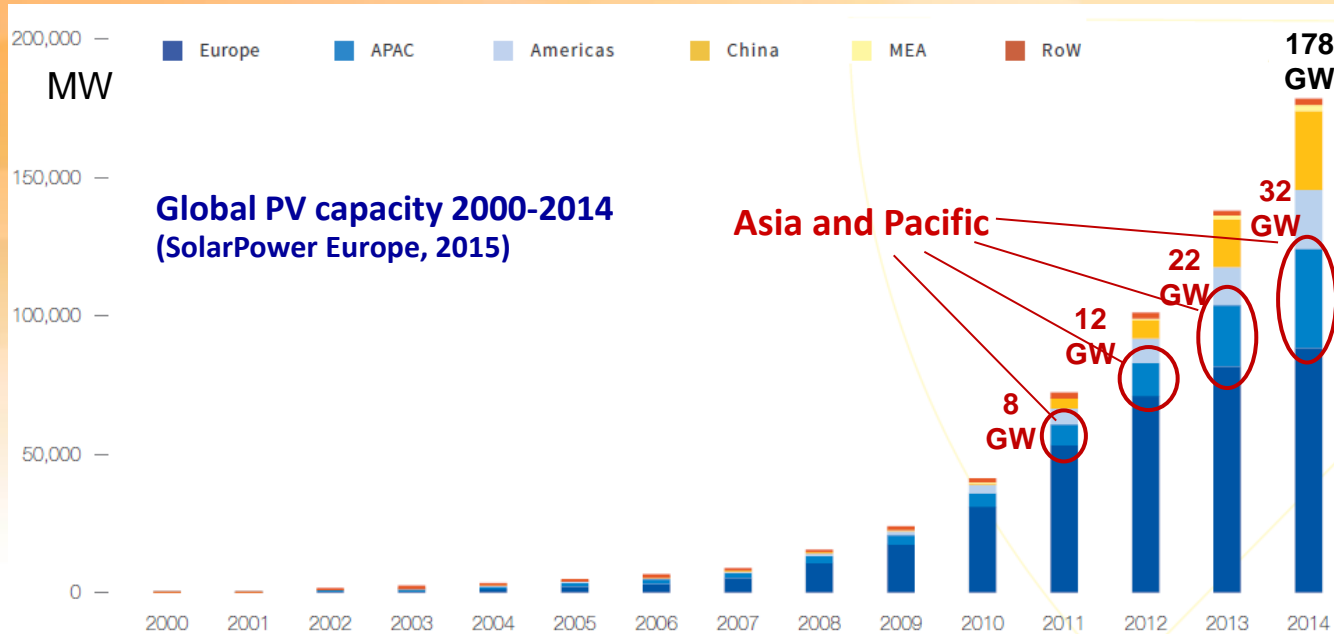 200,000
Europe APAC Americas China MEA RoW
178
GW
MW
150,000
Global PV capacity 2000-2014
(SolarPower Europe, 2015)
Asia and Pacific
32
GW
22
GW
100,000
12
GW
8
GW
50,000
0
2000 2001 2002 2003 2004 2005 2006 2007 2008 2009 2010 2011 2012 2013 2014